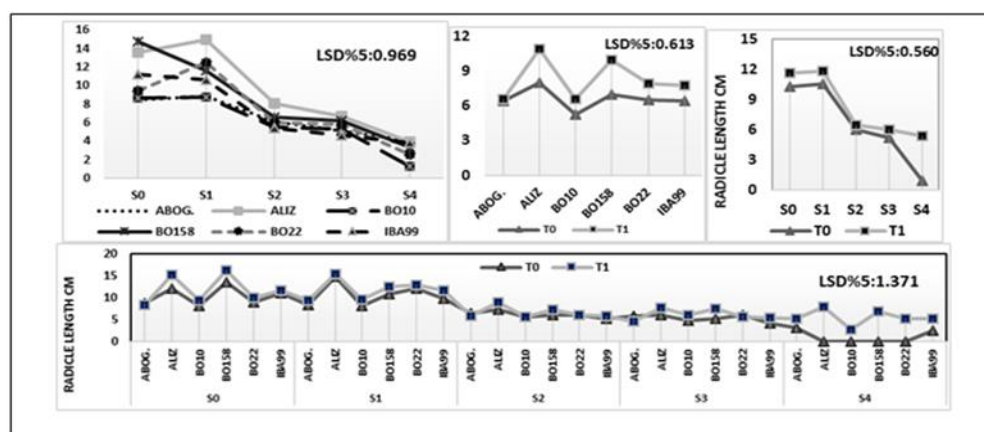 16
14
12
10
8
6
4
2
0
LSD%5:0.969
S0 S1 S2 S3 S4
ABOG. ALIZ BO10
BO158 BO22 IBA99
12
9
6
3
0
LSD%5:0.613
ABOG. ALIZ BO10 BO158 BO22 IBA99
T0 T1
RADICLE LENGTH CM
15
12
9
6
3
0
LSD%5:0.560
S0 S1 S2 S3 S4
T0 T1
RADICLE LENGTH CM
20
15
10
5
0
T0 T1
LSD%5:1.371
ABOG. ALIZ BO10 BO158 BO22 IBA99 ABOG. ALIZ BO10 BO158 BO22 IBA99 ABOG. ALIZ BO10 BO158 BO22 IBA99 ABOG. ALIZ BO10 BO158 BO22 IBA99 ABOG. ALIZ BO10 BO158 BO22 IBA99
S0 S1 S2 S3 S4